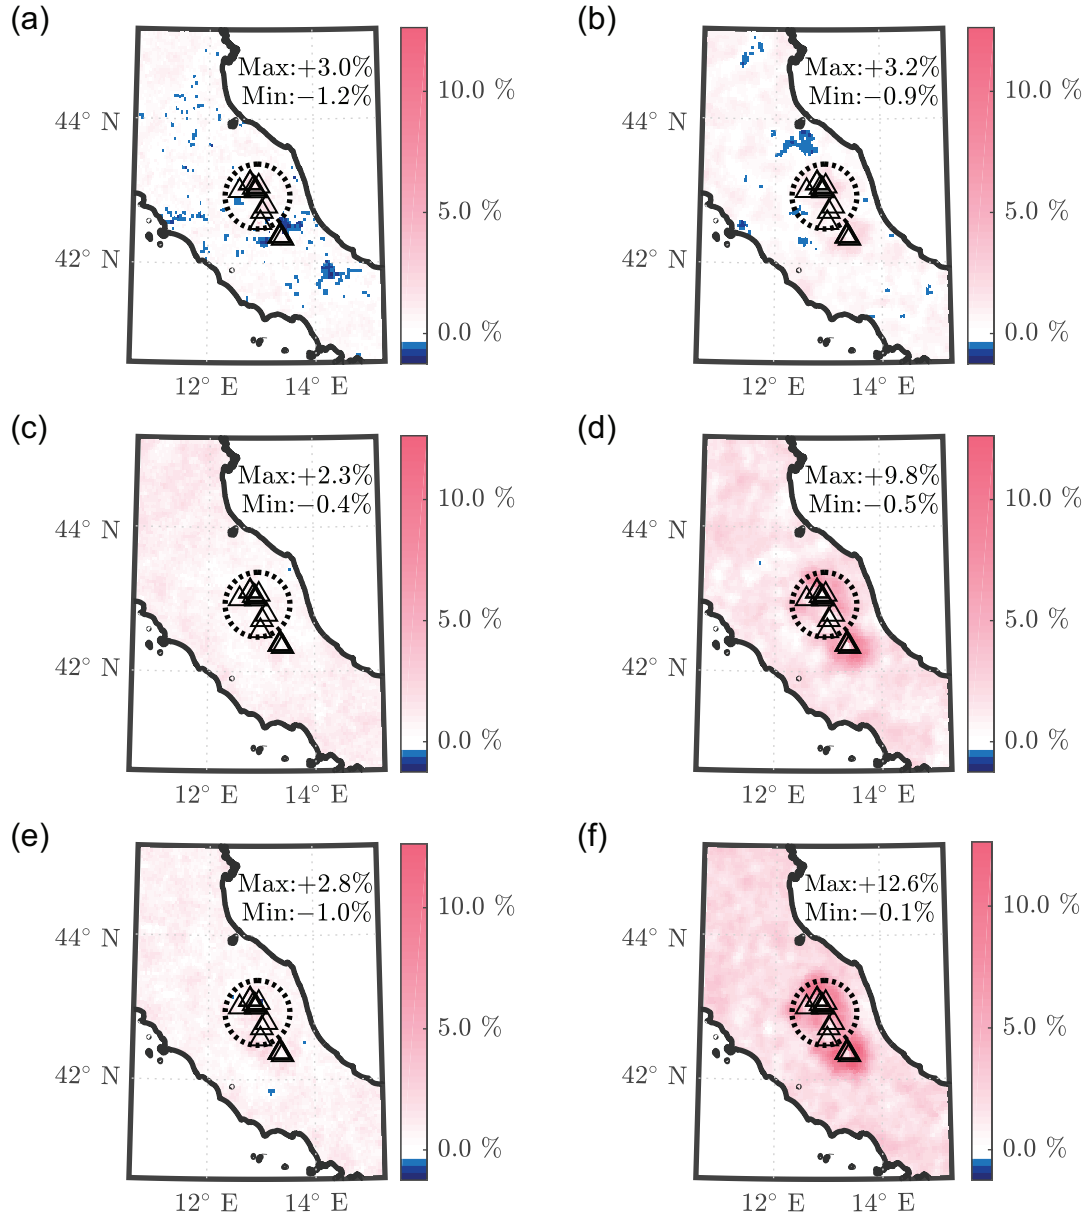 (a)
Max:+3.0%
Min:−1.2%
44° N
42° N
12° E
14° E
10.0 %
5.0 %
0.0 %
(b)
Max:+3.2%
Min:−0.9%
44° N
42° N
12° E
14° E
10.0 %
5.0 %
0.0 %
(c)
Max:+2.3%
Min:−0.4%
44° N
42° N
12° E
14° E
10.0 %
5.0 %
0.0 %
(d)
Max:+9.8%
Min:−0.5%
44° N
42° N
12° E
14° E
10.0 %
5.0 %
0.0 %
(e)
Max:+2.8%
Min:−1.0%
44° N
42° N
12° E
14° E
10.0 %
5.0 %
0.0 %
(f)
Max:+12.6%
Min:−0.1%
44° N
42° N
12° E
14° E
10.0 %
5.0 %
0.0 %